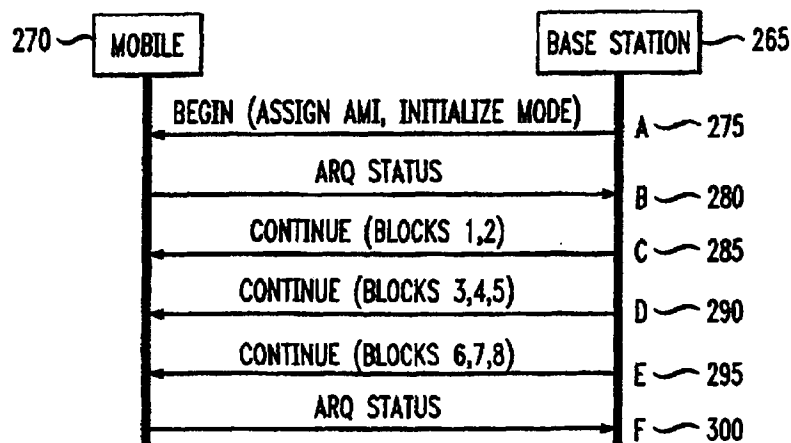 270 MOBILE BASE STATION 265
BEGIN (ASSIGN AMI, INITIALIZE MODE) A 275
ARQ STATUS B 280
CONTINUE (BLOCKS 1,2) C 285
CONTINUE (BLOCKS 3,4,5) D 290
CONTINUE (BLOCKS 6,7,8) E 295
ARQ STATUS F 300